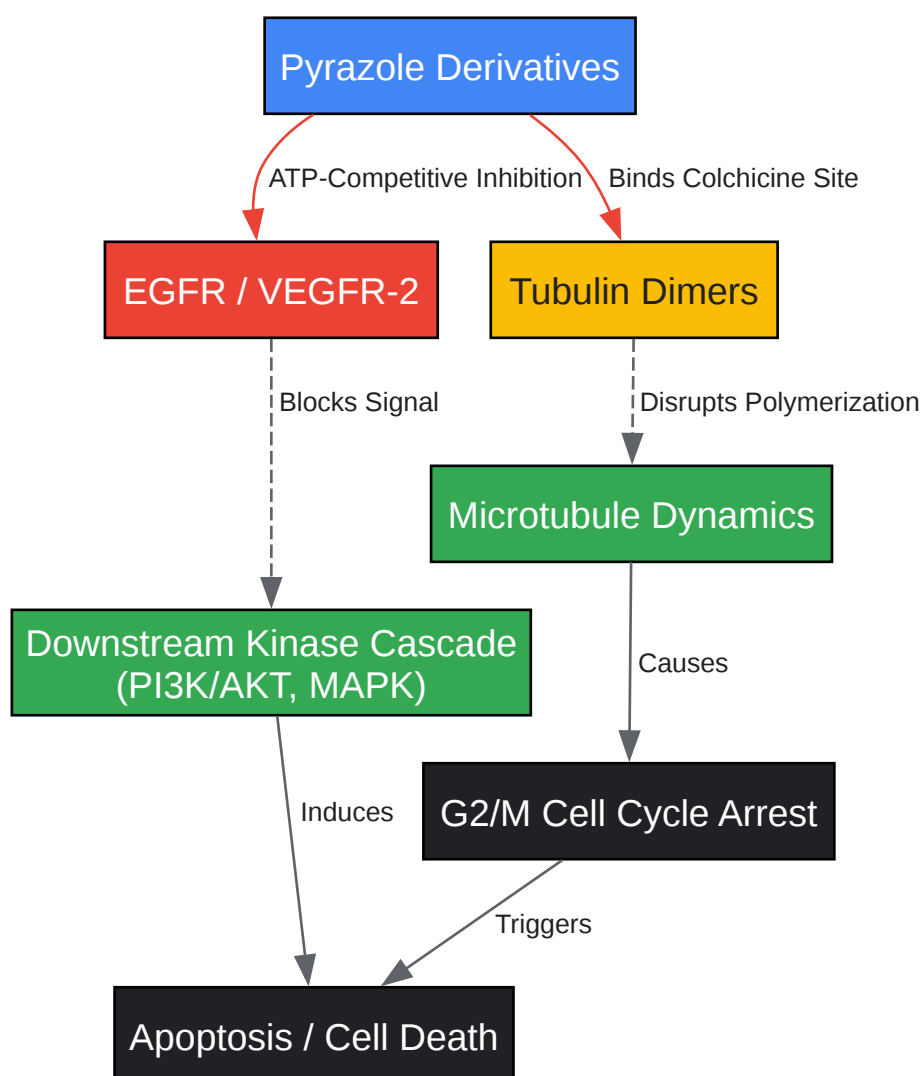 Pyrazole Derivatives
ATP-Competitive Inhibition
Binds Colchicine Site
EGFR / VEGFR-2
Tubulin Dimers
Blocks Signal
Disrupts Polymerization
Microtubule Dynamics
Downstream Kinase Cascade
(PI3K/AKT, MAPK)
Causes
Induces
G2/M Cell Cycle Arrest
Triggers
Apoptosis / Cell Death